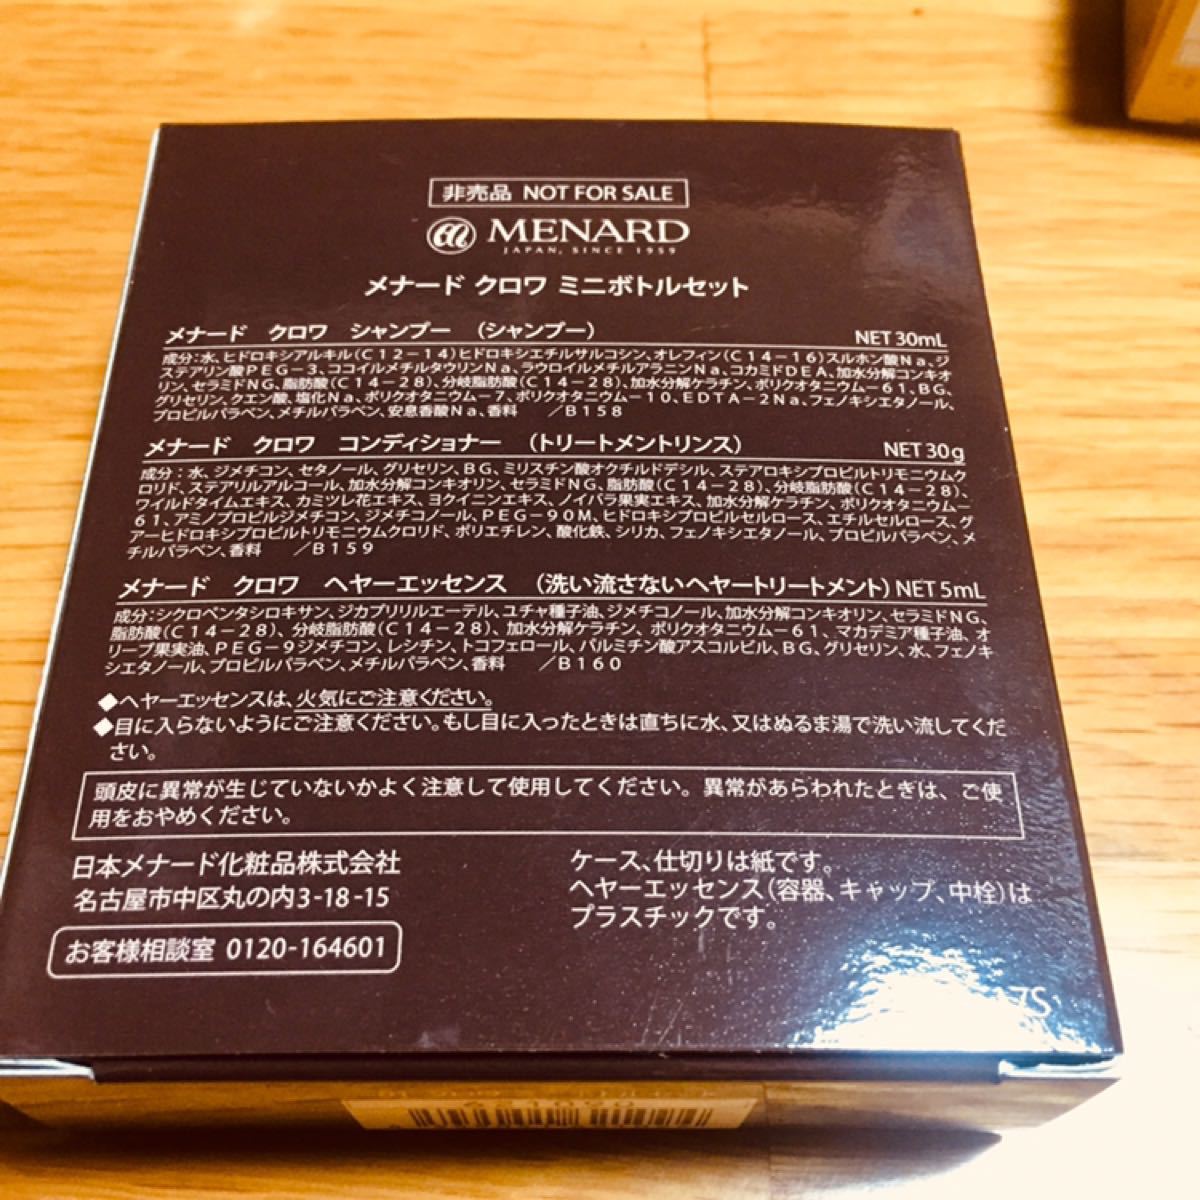 非売品 NOT FOR SALE
MENARD
JAPAN, SINCE 1959
メナード クロワ ミニボトルセット
メナード クロワ シャンプー （シャンプー） NET 30mL
成分：水、ヒドロキシアルキル（C12－14）ヒドロキシエチルサルコシン、オレフィン（C14－16）スルホン酸Na、ジ
ステアリン酸PEG－3、ココイルメチルタウリンNa、ラウロイルメチルアラニンNa、コカミドDEA、加水分解コンキオ
リン、セラミドNG、脂肪酸（C14－28）、分岐脂肪酸（C14－28）、加水分解ケラチン、ポリクオタニウム－61、BG、
グリセリン、クエン酸、塩化Na、ポリクオタニウム－7、ポリクオタニウム－10、EDTA－2Na、フェノキシエタノール、
プロピルパラベン、メチルパラベン、安息香酸Na、香料 ／B158
メナード クロワ コンディショナー （トリートメントリンス） NET 30g
成分：水、ジメチコン、セタノール、グリセリン、BG、ミリスチン酸オクチルドデシル、ステアロキシプロピルトリモニウムク
ロリド、ステアリルアルコール、加水分解コンキオリン、セラミドNG、脂肪酸（C14－28）、分岐脂肪酸（C14－28）、
ワイルドタイムエキス、カミツレ花エキス、ヨクイニンエキス、ノイバラ果実エキス、加水分解ケラチン、ポリクオタニウム－
61、アミノプロピルジメチコン、ジメチコノール、PEG－90M、ヒドロキシプロピルセルロース、エチルセルロース、グ
アーヒドロキシプロピルトリモニウムクロリド、ポリエチレン、酸化鉄、シリカ、フェノキシエタノール、プロピルパラベン、メ
チルパラベン、香料 ／B159
メナード クロワ ヘヤーエッセンス （洗い流さないヘヤートリートメント） NET 5mL
成分：シクロペンタシロキサン、ジカプリリルエーテル、ユチャ種子油、ジメチコノール、加水分解コンキオリン、セラミドNG、
脂肪酸（C14－28）、分岐脂肪酸（C14－28）、加水分解ケラチン、ポリクオタニウム－61、マカデミア種子油、オ
リーブ果実油、PEG－9ジメチコン、レシチン、トコフェロール、パルミチン酸アスコルビル、BG、グリセリン、水、フェノキ
シエタノール、プロピルパラベン、メチルパラベン、香料 ／B160
◆ヘヤーエッセンスは、火気にご注意ください。
◆目に入らないようにご注意ください。もし目に入ったときは直ちに水、又はぬるま湯で洗い流してくだ
さい。
頭皮に異常が生じていないかよく注意して使用してください。異常があらわれたときは、ご使
用をおやめください。
日本メナード化粧品株式会社
名古屋市中区丸の内3-18-15
お客様相談室 0120-164601
ケース、仕切りは紙です。
ヘヤーエッセンス（容器、キャップ、中栓）は
プラスチックです。
17S